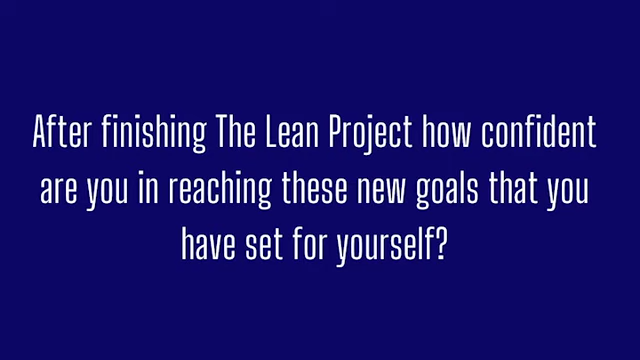 After finishing The Lean Project how confident
are you in reaching these new goals that you
have set for yourself?